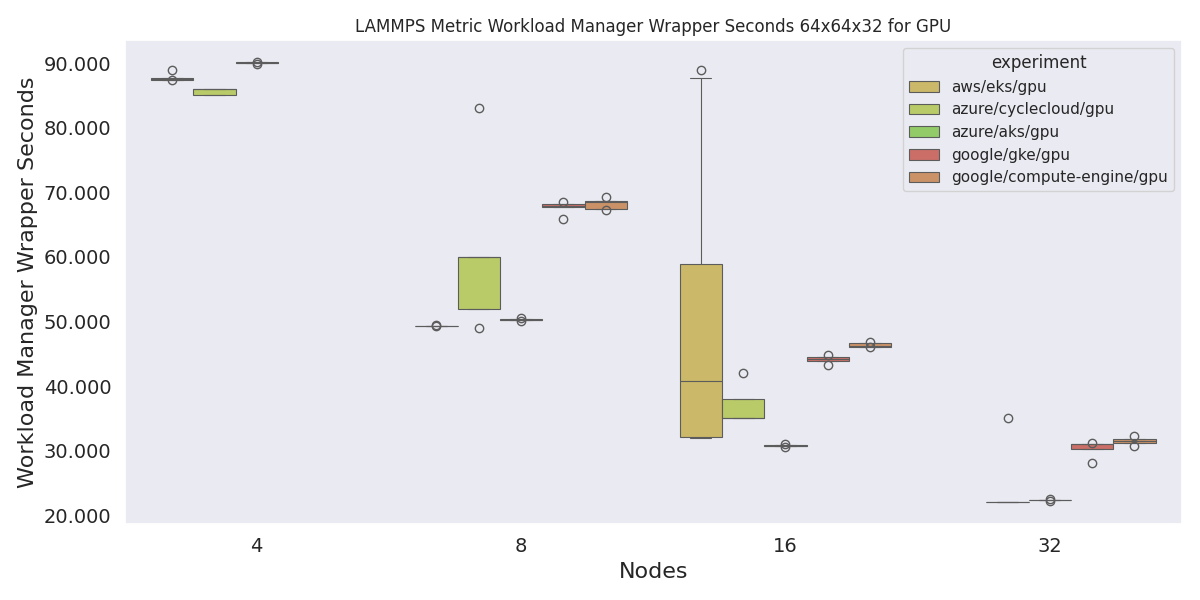 LAMMPS Metric Workload Manager Wrapper Seconds 64x64x32 for GPU
Workload Manager Wrapper Seconds
90.000
80.000
70.000
60.000
50.000
40.000
30.000
20.000
experiment
aws/eks/gpu
azure/cyclecloud/gpu
azure/aks/gpu
google/gke/gpu
google/compute-engine/gpu
4
8
16
32
Nodes